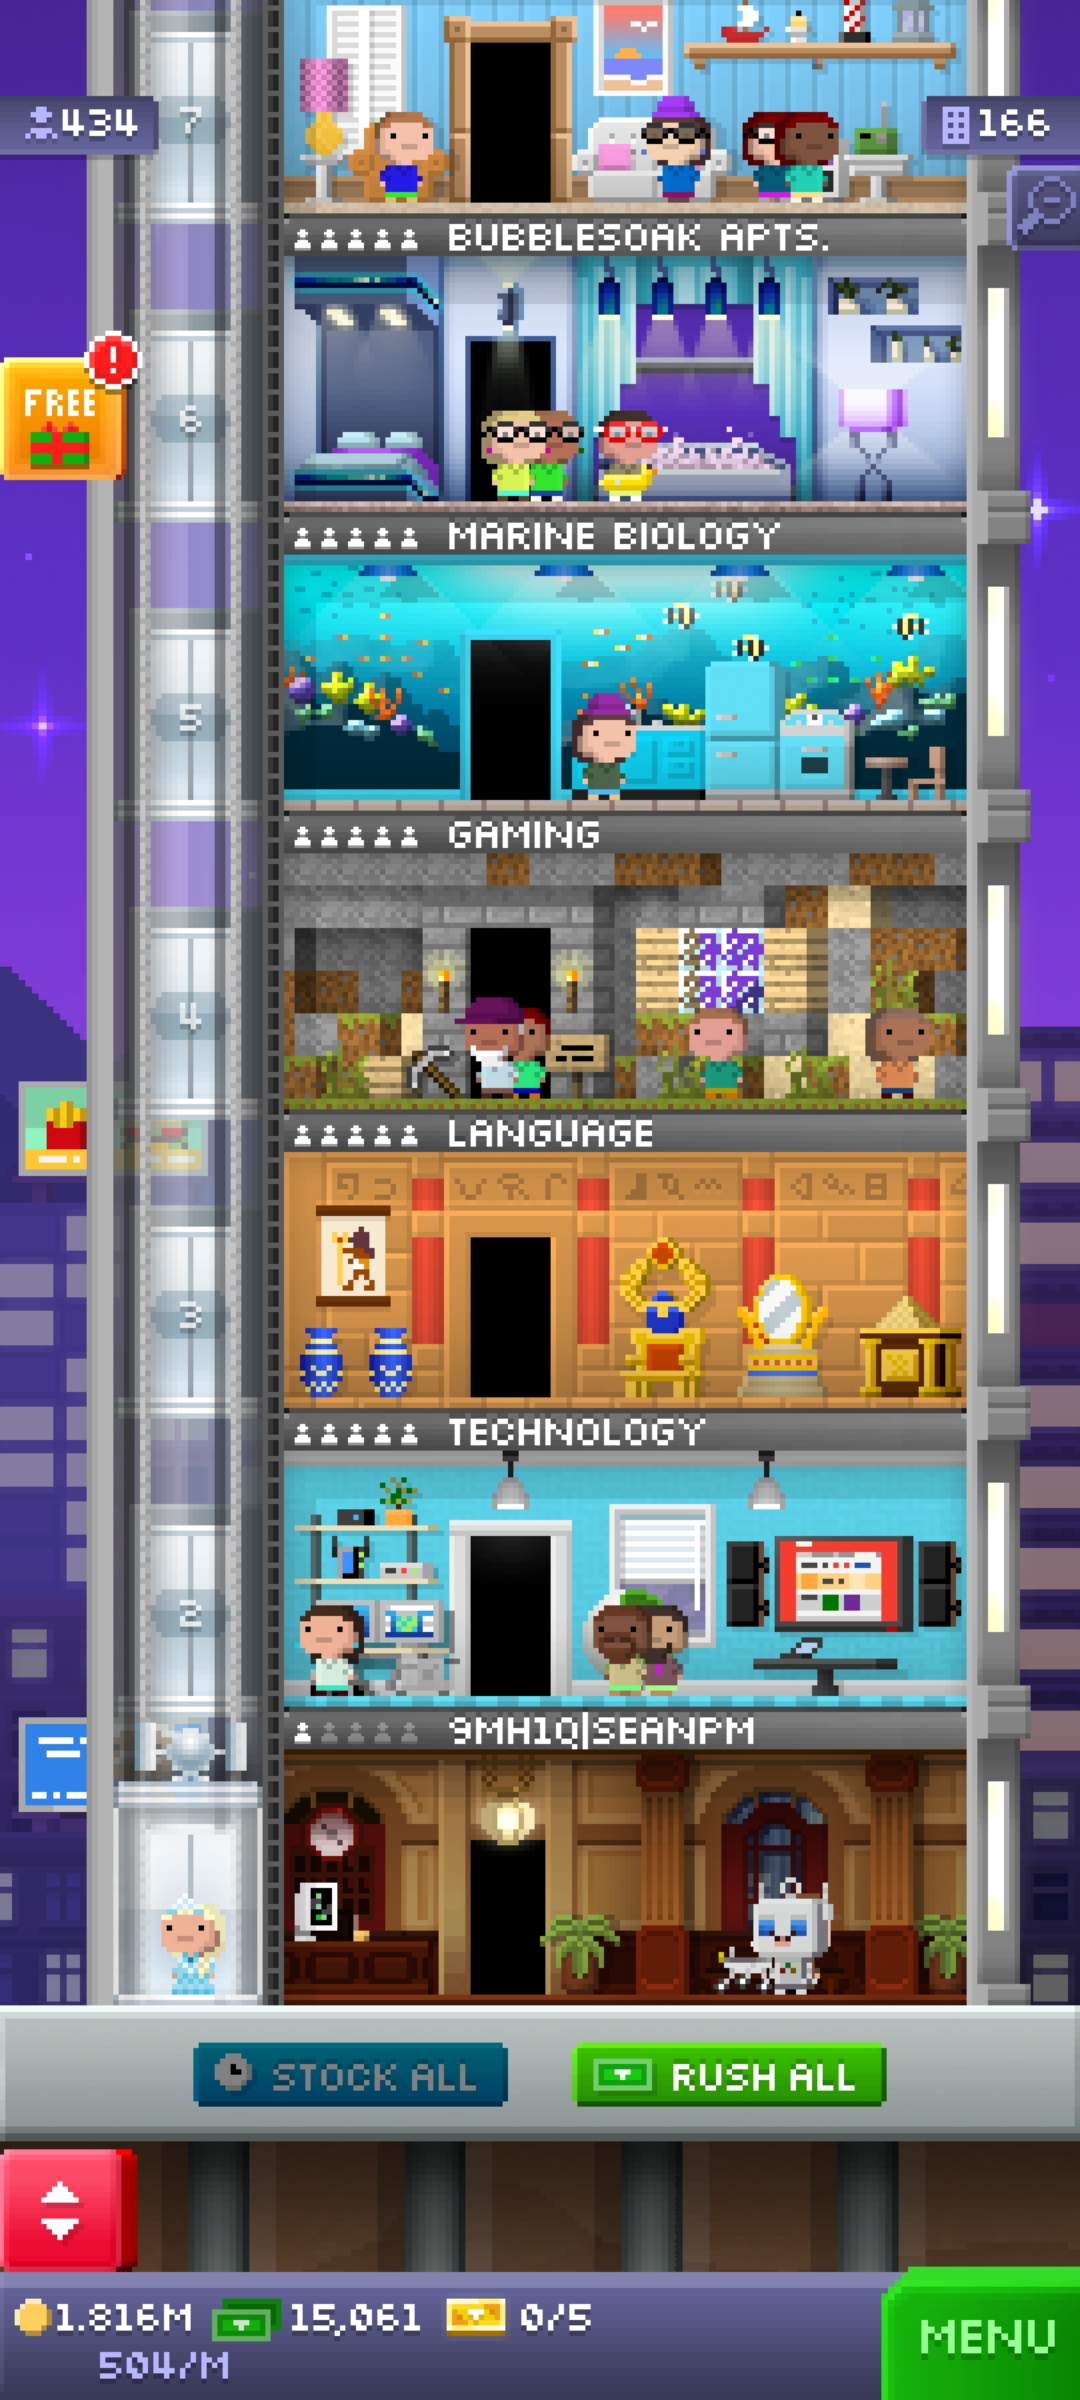 7
434
166
BUBBLESOAK APTS.
FREE
!
6
MARINE BIOLOGY
5
GAMING
4
LANGUAGE
3
TECHNOLOGY
2
9MH1Q|SEANPM
STOCK ALL
RUSH ALL
1.816M
15,061
0/5
504/M
MENU